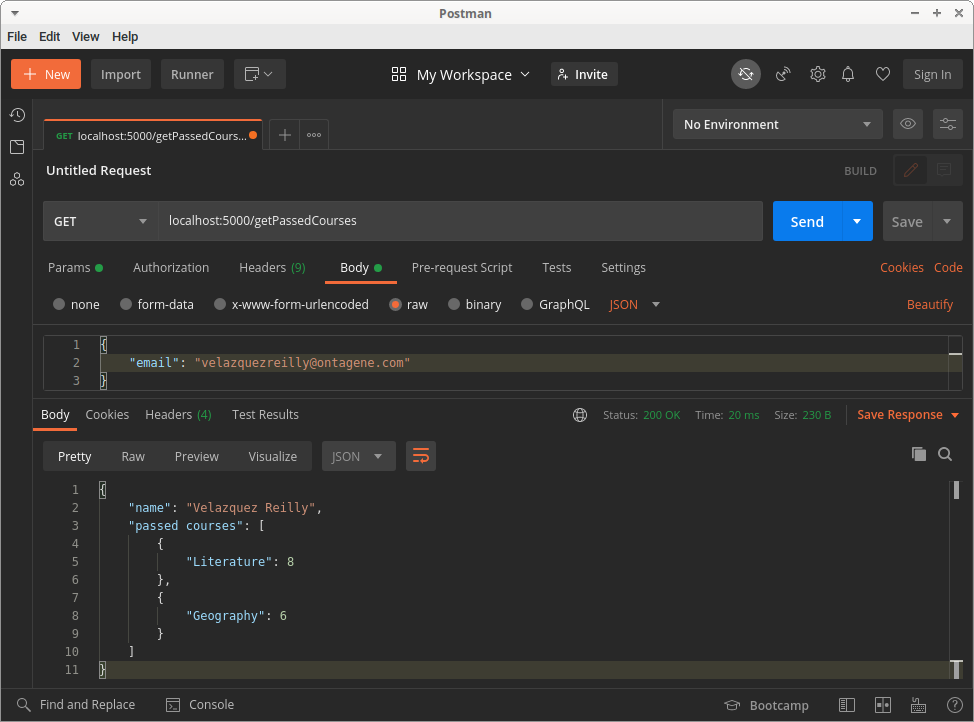 Postman
File Edit View Help
New Import Runner My Workspace Invite Sign In
GET localhost:5000/getPassedCours... No Environment
Untitled Request BUILD
GET localhost:5000/getPassedCourses Send Save
Params Authorization Headers (9) Body Pre-request Script Tests Settings Cookies Code
none form-data x-www-form-urlencoded raw binary GraphQL JSON Beautify
1 {
2 "email": "velazquezreilly@ontagene.com"
3 }
Body Cookies Headers (4) Test Results Status: 200 OK Time: 20 ms Size: 230 B Save Response
Pretty Raw Preview Visualize JSON
1 {
2 "name": "Velazquez Reilly",
3 "passed courses": [
4 {
5 "Literature": 8
6 },
7 {
8 "Geography": 6
9 }
10 ]
11 }
Find and Replace Console Bootcamp